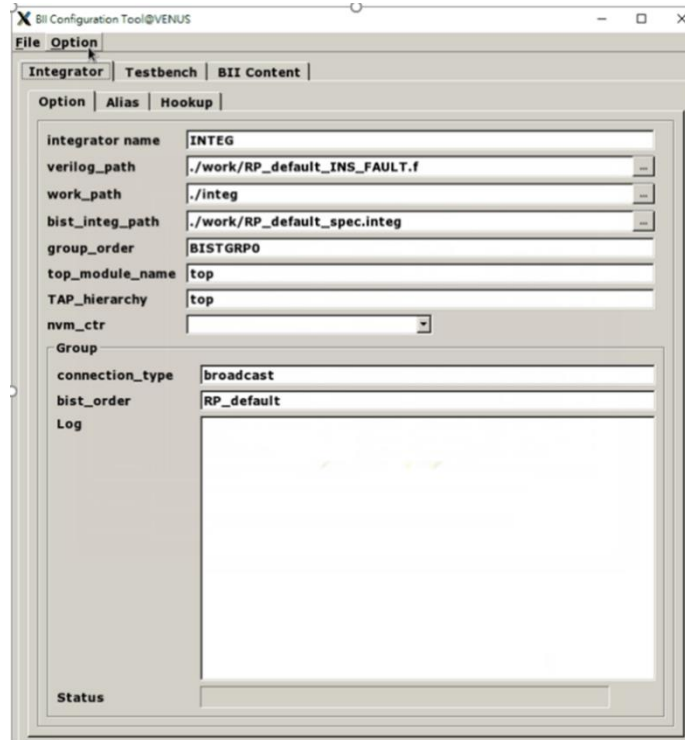 BII Configuration Tool@VENUS
File Option
Integrator Testbench BII Content
Option Alias Hookup
integrator name INTEG
verilog_path ./work/RP_default_INS_FAULT.f ...
work_path ./integ ...
bist_integ_path ./work/RP_default_spec.integ ...
group_order BISTGRP0
top_module_name top
TAP_hierarchy top
nvm_ctr
Group
connection_type broadcast
bist_order RP_default
Log
Status